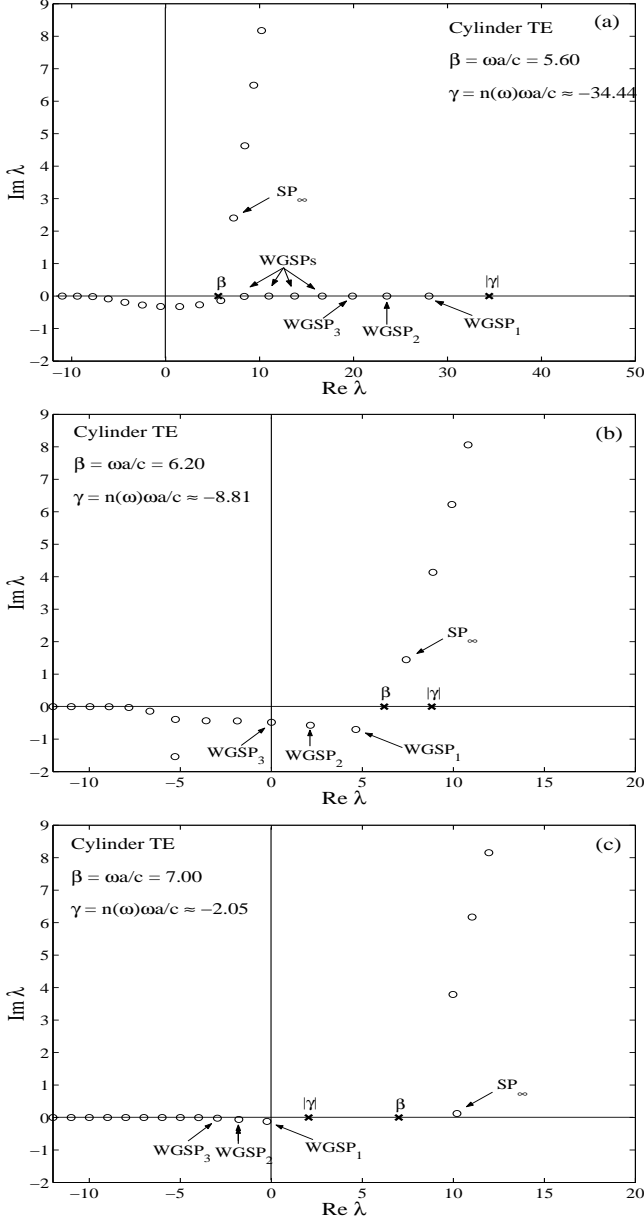 9
8
7
6
5
4
3
2
1
0
−1
−2
Im λ
(a)
Cylinder TE
β = ωa/c = 5.60
γ = n(ω)ωa/c ≈ −34.44
SP∞
WGSPs
β
|γ|
WGSP3
WGSP2
WGSP1
−10 0 10 20 30 40 50
Re λ
9
8
7
6
5
4
3
2
1
0
−1
−2
Im λ
Cylinder TE
(b)
β = ωa/c = 6.20
γ = n(ω)ωa/c ≈ −8.81
SP∞
β
|γ|
WGSP3
WGSP2
WGSP1
−10 −5 0 5 10 15 20
Re λ
9
8
7
6
5
4
3
2
1
0
−1
−2
Im λ
Cylinder TE
(c)
β = ωa/c = 7.00
γ = n(ω)ωa/c ≈ −2.05
SP∞
|γ|
β
WGSP3
WGSP2
WGSP1
−10 −5 0 5 10 15 20
Re λ